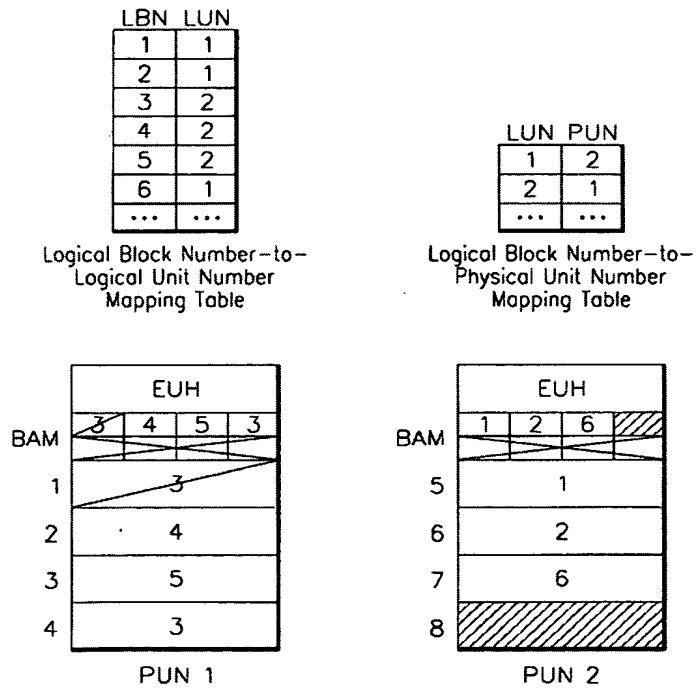 LBN LUN
1 1
2 1
3 2
4 2
5 2
6 1
... ...
Logical Block Number-to-
Logical Unit Number
Mapping Table
LUN PUN
1 2
2 1
... ...
Logical Block Number-to-
Physical Unit Number
Mapping Table
EUH
BAM 3 4 5 3
1 3
2 4
3 5
4 3
PUN 1
EUH
BAM 1 2 6
5 1
6 2
7 6
8
PUN 2